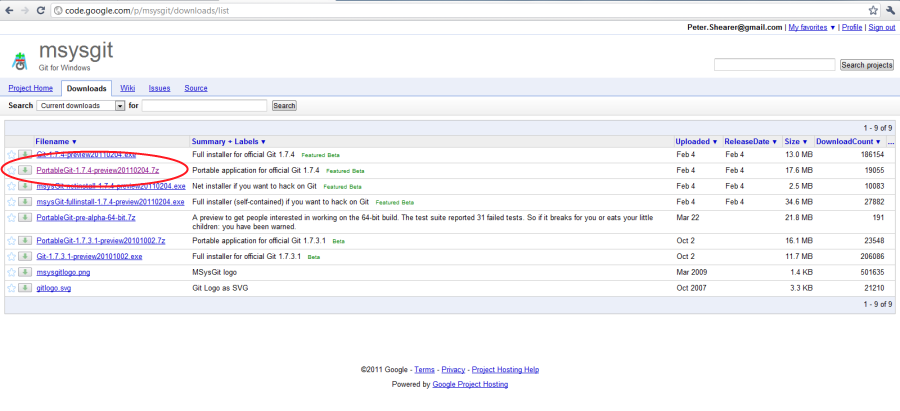 code.google.com/p/msysgit/downloads/list
Peter.Shearer@gmail.com | My favorites ▼ | Profile | Sign out
msysgit
Git for Windows
Search projects
Project Home Downloads Wiki Issues Source
Search Current downloads for Search
1 - 9 of 9
Filename ▼ Summary + Labels ▼ Uploaded ▼ ReleaseDate ▼ Size ▼ DownloadCount ▼ ...
Git-1.7.4-preview20110204.exe Full installer for official Git 1.7.4 Featured Beta Feb 4 Feb 4 13.0 MB 186154
PortableGit-1.7.4-preview20110204.7z Portable application for official Git 1.7.4 Featured Beta Feb 4 Feb 4 17.6 MB 19055
msysGit-netinstall-1.7.4-preview20110204.exe Net installer if you want to hack on Git Featured Beta Feb 4 Feb 4 2.5 MB 10083
msysGit-fullinstall-1.7.4-preview20110204.exe Full installer (self-contained) if you want to hack on Git Featured Beta Feb 4 Feb 4 34.6 MB 27882
PortableGit-pre-alpha-64-bit.7z A preview to get people interested in working on the 64-bit build. The test suite reported 31 failed tests. So if it breaks for you or eats your little Mar 22 21.8 MB 191
children: you have been warned.
PortableGit-1.7.3.1-preview20101002.7z Portable application for official Git 1.7.3.1 Beta Oct 2 16.1 MB 23548
Git-1.7.3.1-preview20101002.exe Full installer for official Git 1.7.3.1 Beta Oct 2 11.7 MB 206086
msysgitlogo.png MSysGit logo Mar 2009 1.4 KB 501635
gitlogo.svg Git Logo as SVG Oct 2007 3.3 KB 21210
1 - 9 of 9
©2011 Google - Terms - Privacy - Project Hosting Help
Powered by Google Project Hosting